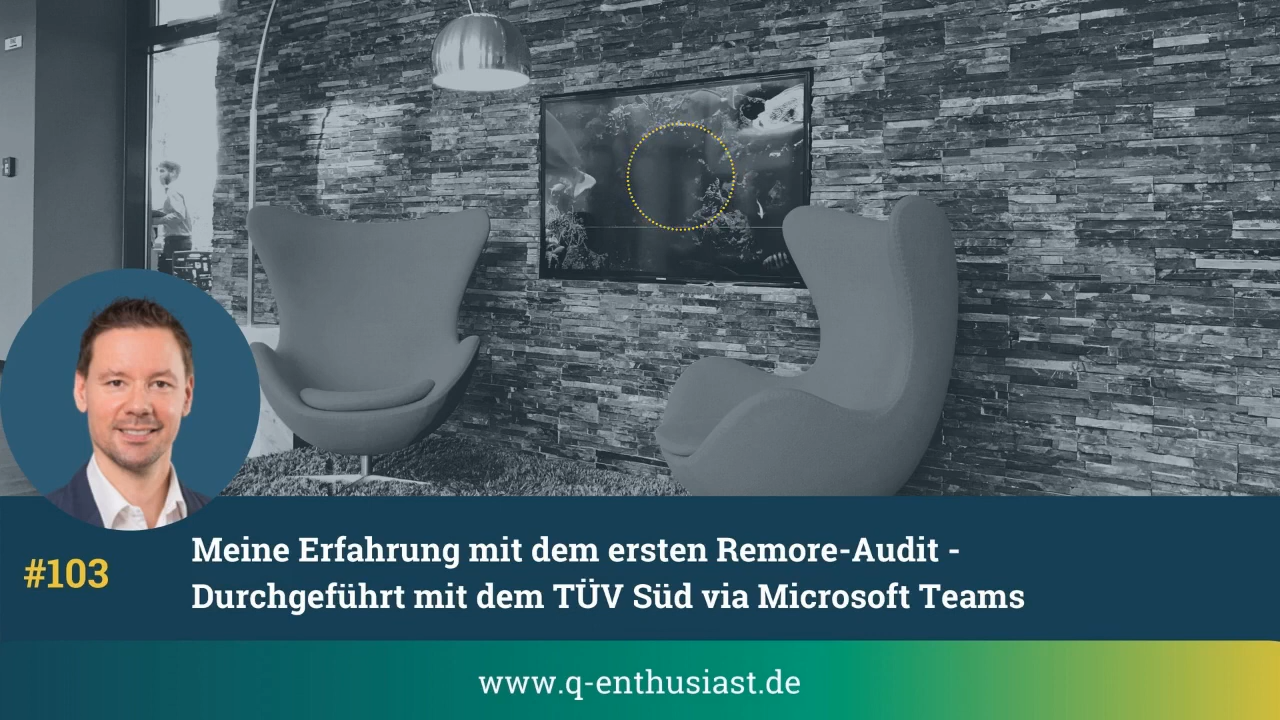 #103
Meine Erfahrung mit dem ersten Remore-Audit -
Durchgeführt mit dem TÜV Süd via Microsoft Teams
www.q-enthusiast.de